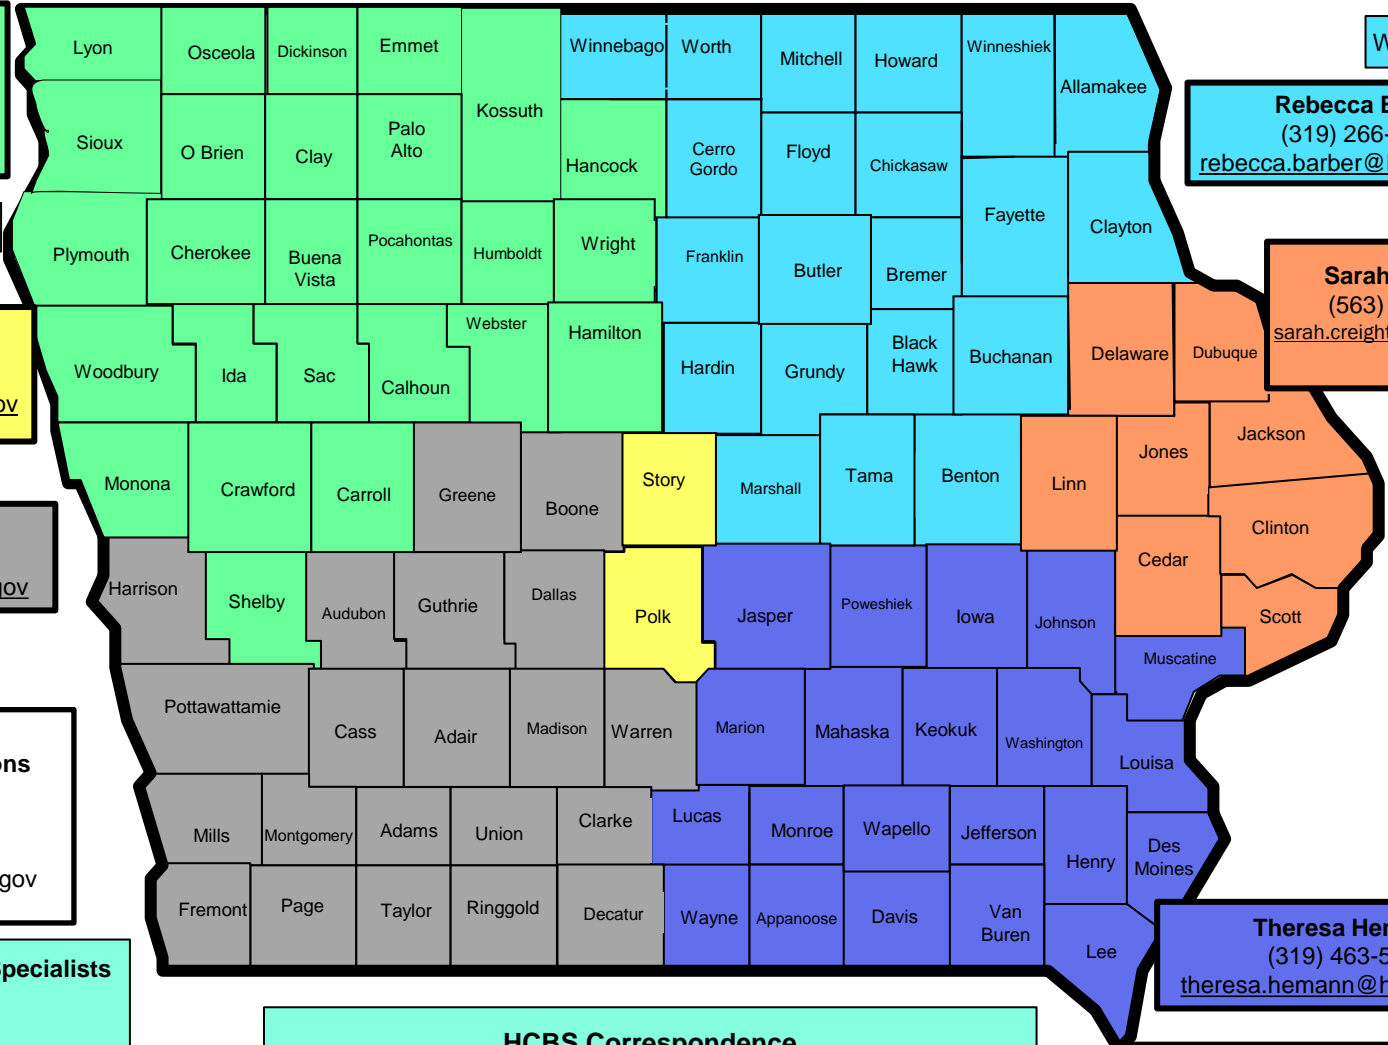 Lyon
Osceola
Dickinson
Emmet
Kossuth
Winnebago
Worth
Mitchell
Howard
Winneshiek
Allamakee
Sioux
O Brien
Clay
Palo
Alto
Hancock
Cerro
Gordo
Floyd
Chickasaw
Fayette
Clayton
Plymouth
Cherokee
Buena
Vista
Pocahontas
Humboldt
Wright
Franklin
Butler
Bremer
Woodbury
Ida
Sac
Calhoun
Webster
Hamilton
Hardin
Grundy
Black
Hawk
Buchanan
Delaware
Dubuque
Monona
Crawford
Carroll
Greene
Boone
Story
Marshall
Tama
Benton
Linn
Jones
Jackson
Clinton
Cedar
Scott
Harrison
Shelby
Audubon
Guthrie
Dallas
Polk
Jasper
Poweshiek
Iowa
Johnson
Muscatine
Pottawattamie
Cass
Adair
Madison
Warren
Marion
Mahaska
Keokuk
Washington
Louisa
Mills
Montgomery
Adams
Union
Clarke
Lucas
Monroe
Wapello
Jefferson
Henry
Des
Moines
Fremont
Page
Taylor
Ringgold
Decatur
Wayne
Appanoose
Davis
Van
Buren
Lee
W
Rebecca B
(319) 266-
rebecca.barber@
Sarah
(563)
sarah.creight
Theresa Hem
(319) 463-5
theresa.hemann@h
ov
gov
ons
gov
Specialists
HCBS Correspondence